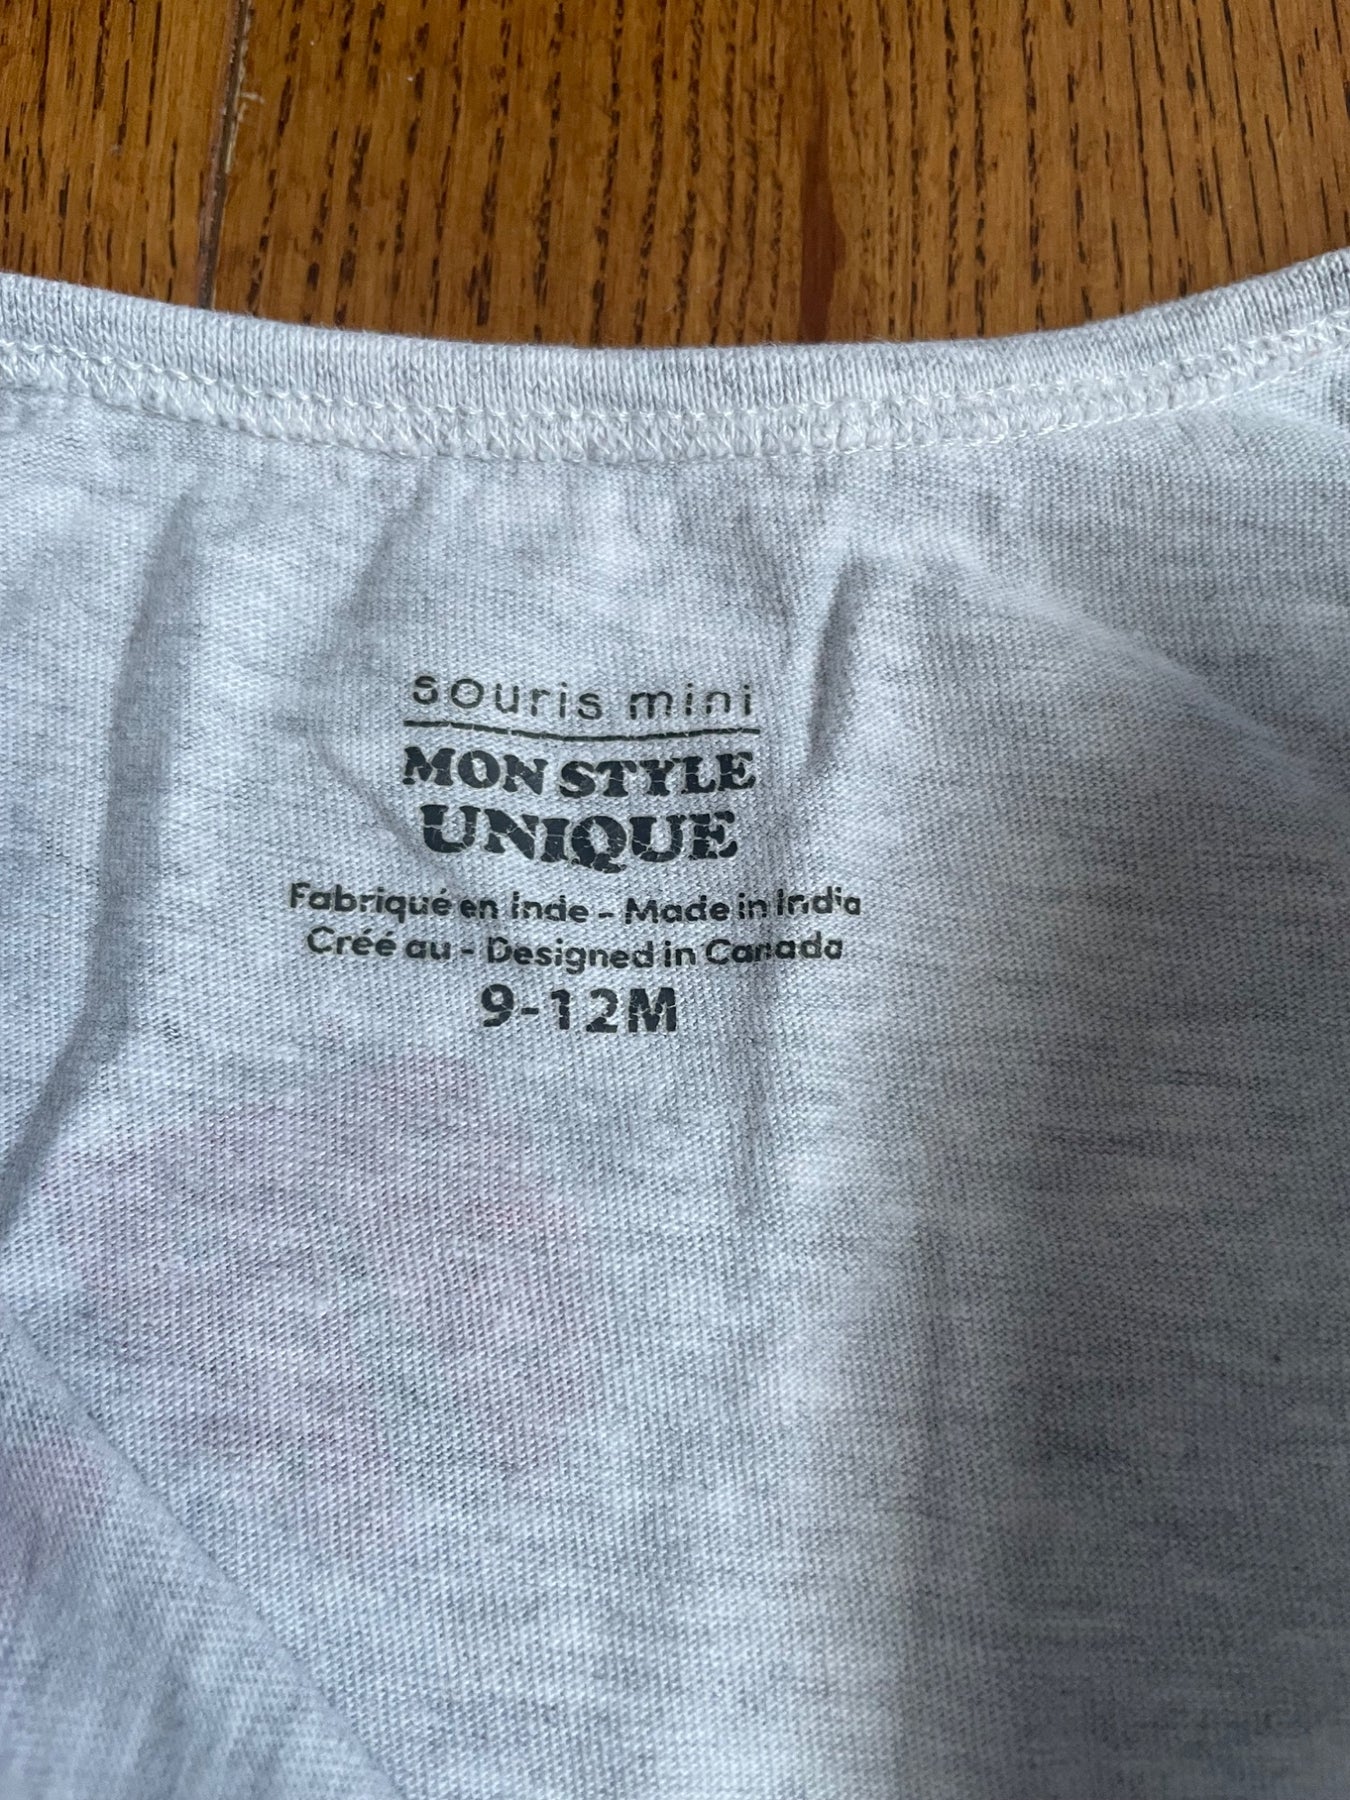 souris mini
MON STYLE
UNIQUE
Fabriqué en Inde - Made in India
Créé au - Designed in Canada
9-12M